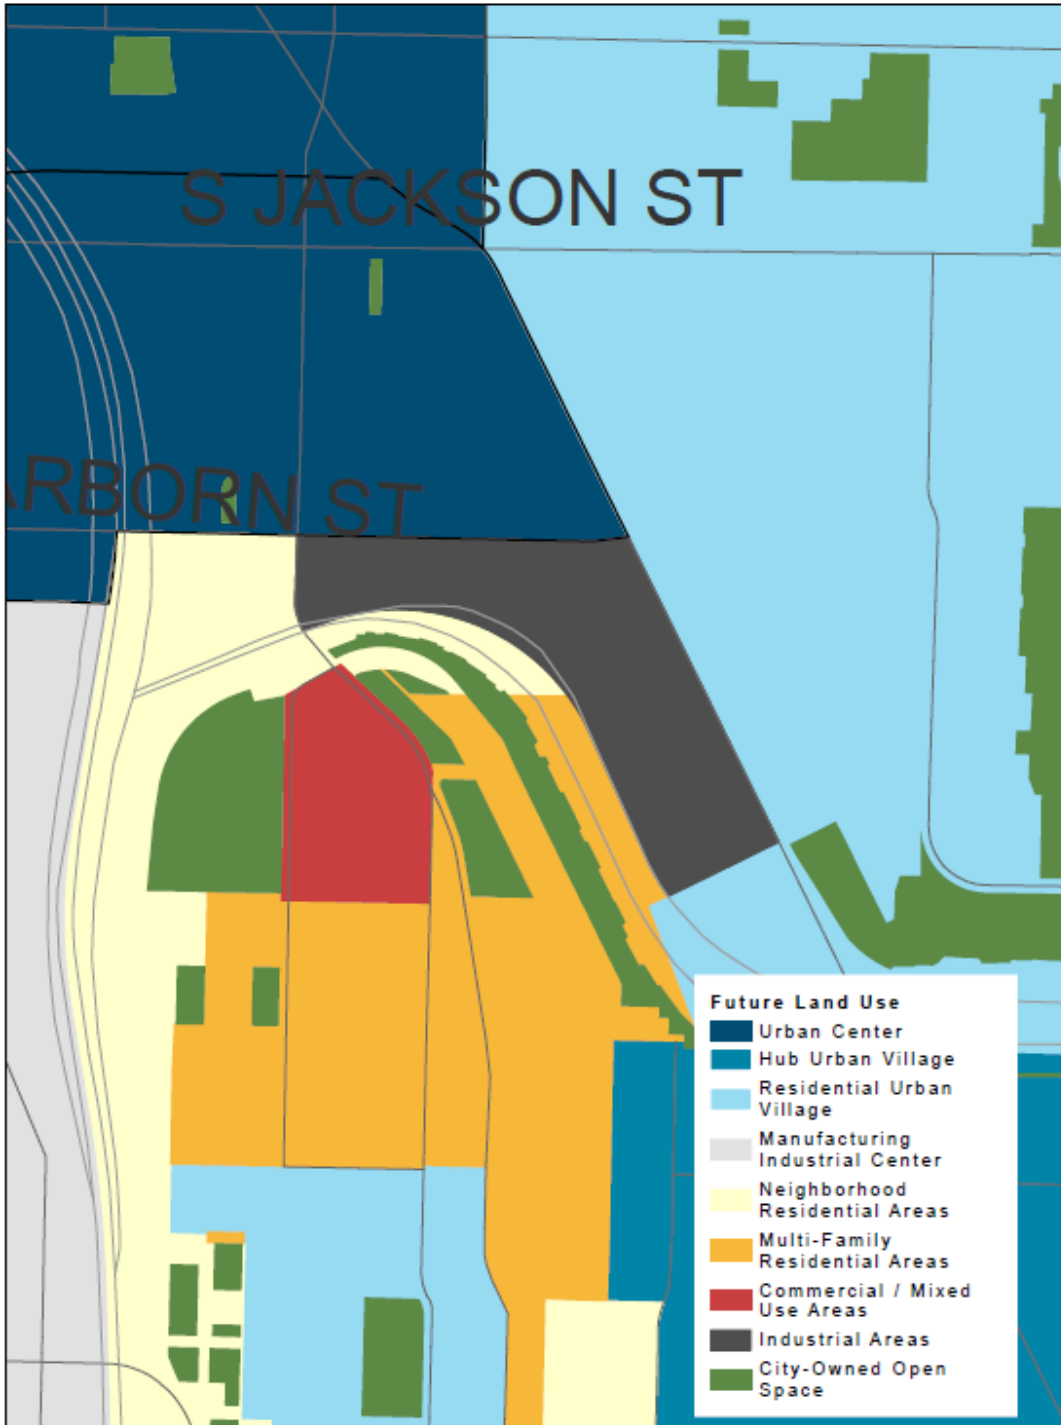 S JACKSON ST
ARBORN ST
Future Land Use
Urban Center
Hub Urban Village
Residential Urban
Village
Manufacturing
Industrial Center
Neighborhood
Residential Areas
Multi-Family
Residential Areas
Commercial / Mixed
Use Areas
Industrial Areas
City-Owned Open
Space